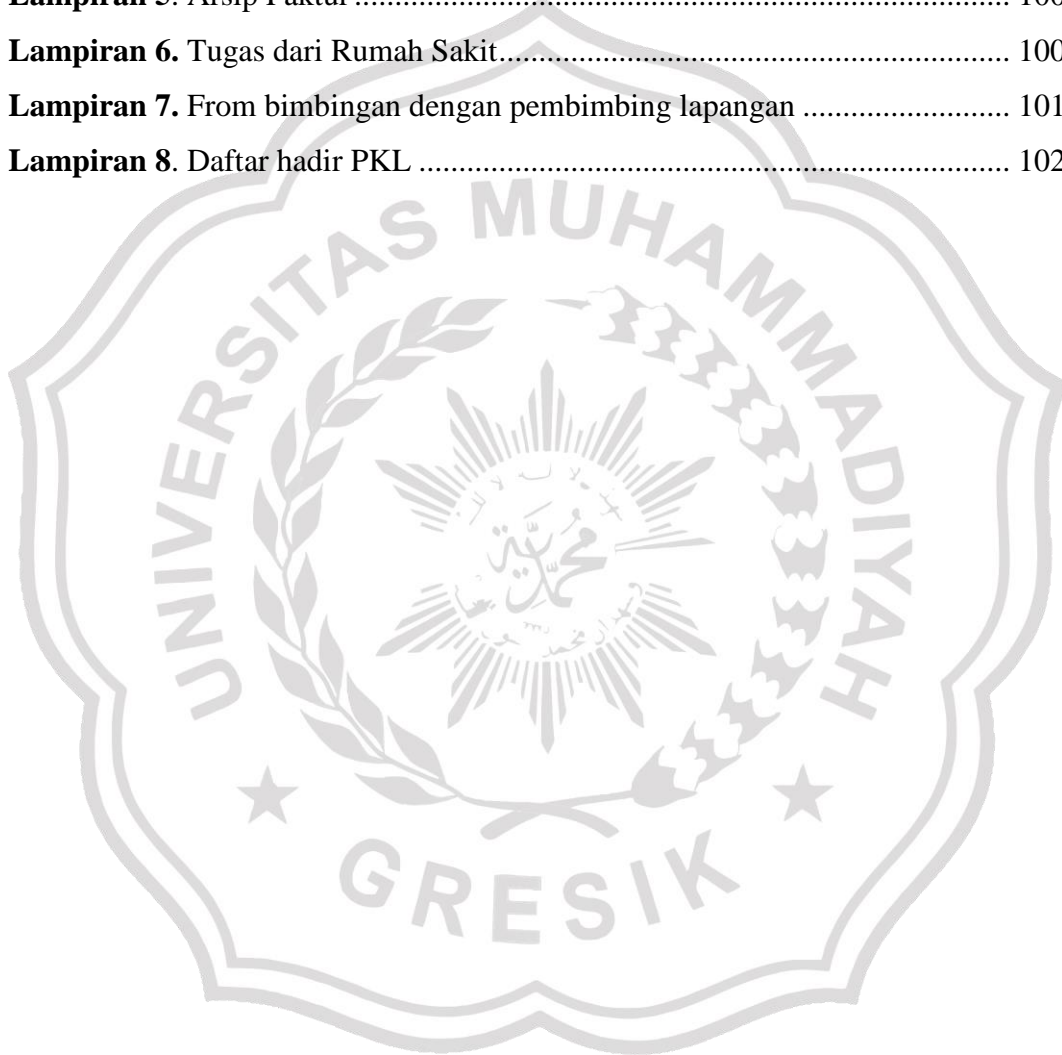 Lampiran 5. Arsip Faktur ........................................................................................ 100
Lampiran 6. Tugas dari Rumah Sakit..................................................................... 100
Lampiran 7. From bimbingan dengan pembimbing lapangan ............................ 101
Lampiran 8. Daftar hadir PKL ............................................................................... 102
UNIVERSITAS MUHAMMADIYAH
GRESIK